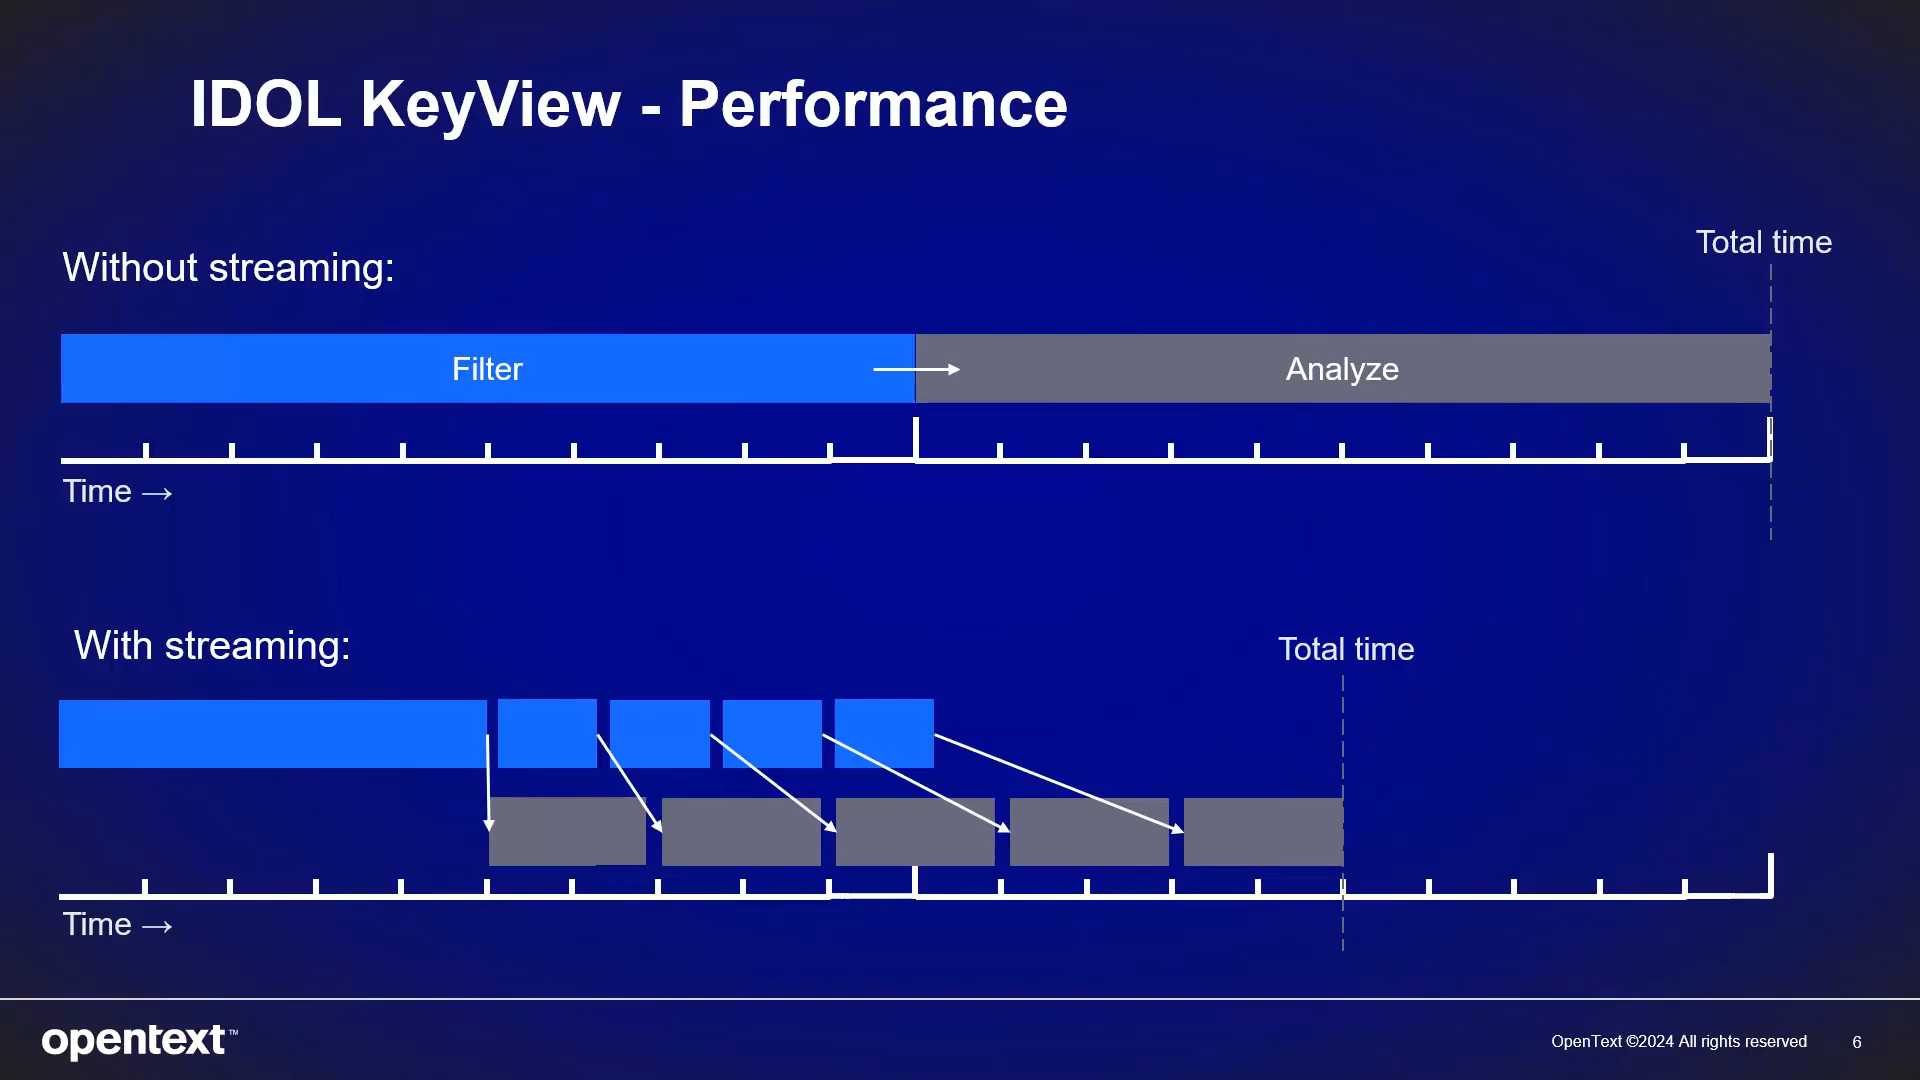 IDOL KeyView - Performance
Total time
Without streaming:
Filter
Analyze
Time →
With streaming:
Total time
Time →
opentext™
OpenText ©2024 All rights reserved
6